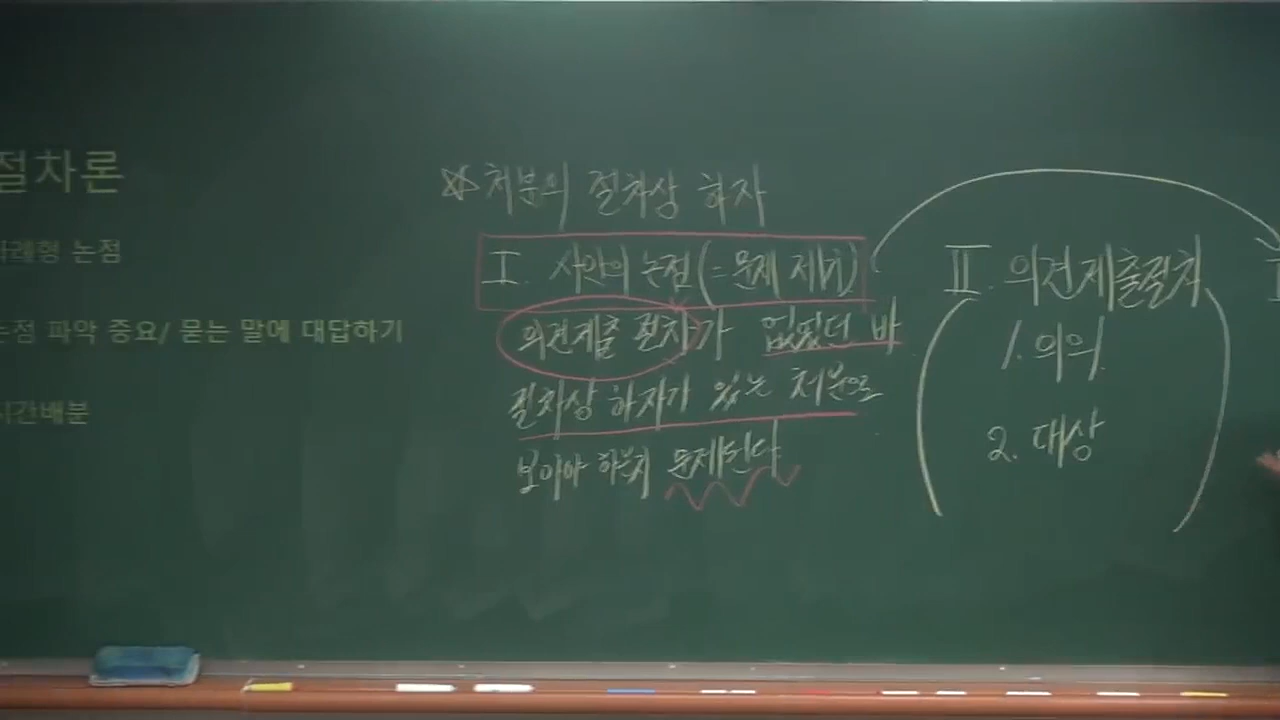 절차론
사례형 논점
논점 파악 중요/ 묻는 말에 대답하기
시간배분
※ 처분의 절차상 하자
I. 사안의 논점(=문제 제기)
의견제출 절차가 없었던 바
절차상 하자가 있는 처분으로
보아야 하는지 문제된다
II. 의견제출절차
1. 의의
2. 대상